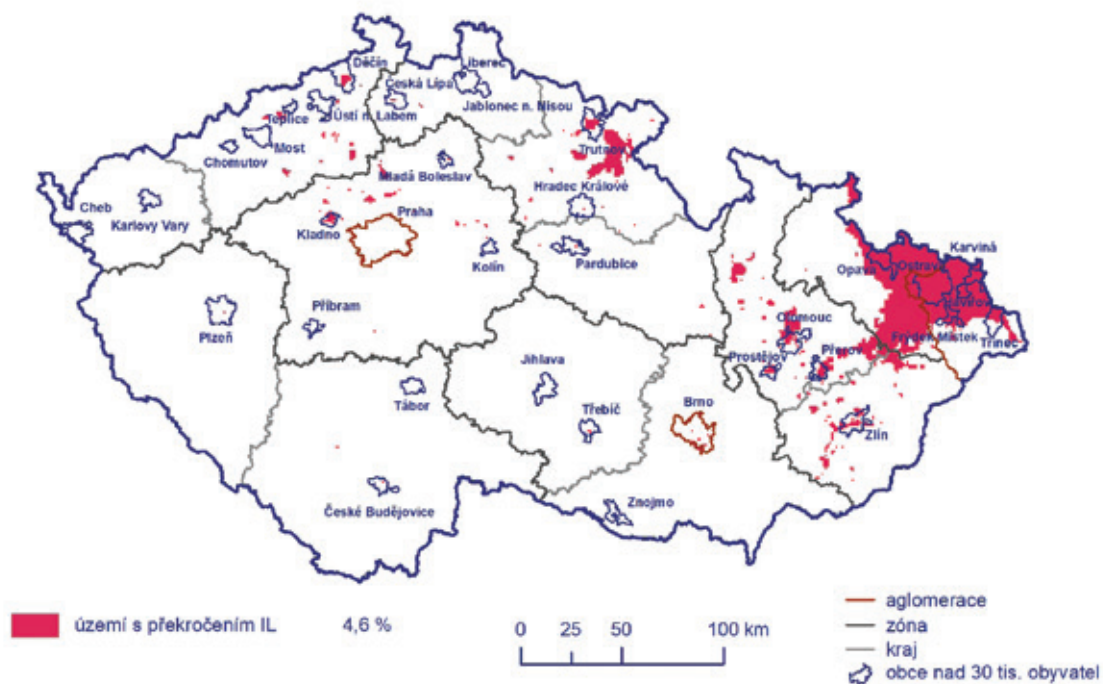 Děčín
Liberec
Česká Lípa
Jablonec n. Nisou
Teplice
Ústí n. Labem
Most
Chomutov
Trutnov
Mladá Boleslav
Hradec Králové
Cheb
Karlovy Vary
Praha
Kladno
Kolín
Pardubice
Karviná
Opava
Ostrava
Havířov
Příbram
Plzeň
Olomouc
Frýdek-Místek
Třinec
Prostějov
Přerov
Jihlava
Tábor
Třebíč
Brno
Zlín
České Budějovice
Znojmo
území s překročením IL 4,6 %
0 25 50 100 km
aglomerace
zóna
kraj
obce nad 30 tis. obyvatel